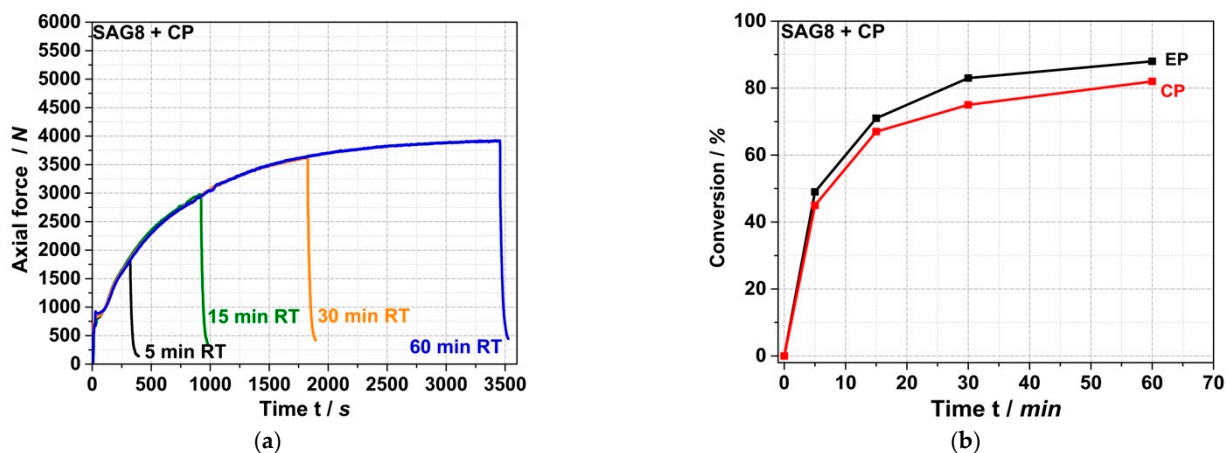 SAG8 + CP
6000
5500
5000
4500
4000
3500
3000
2500
2000
1500
1000
500
0
Axial force / N
5 min RT
15 min RT
30 min RT
60 min RT
0 500 1000 1500 2000 2500 3000 3500
Time t / s
(a)
SAG8 + CP
100
80
60
40
20
0
Conversion / %
EP
CP
0 10 20 30 40 50 60 70
Time t / min
(b)